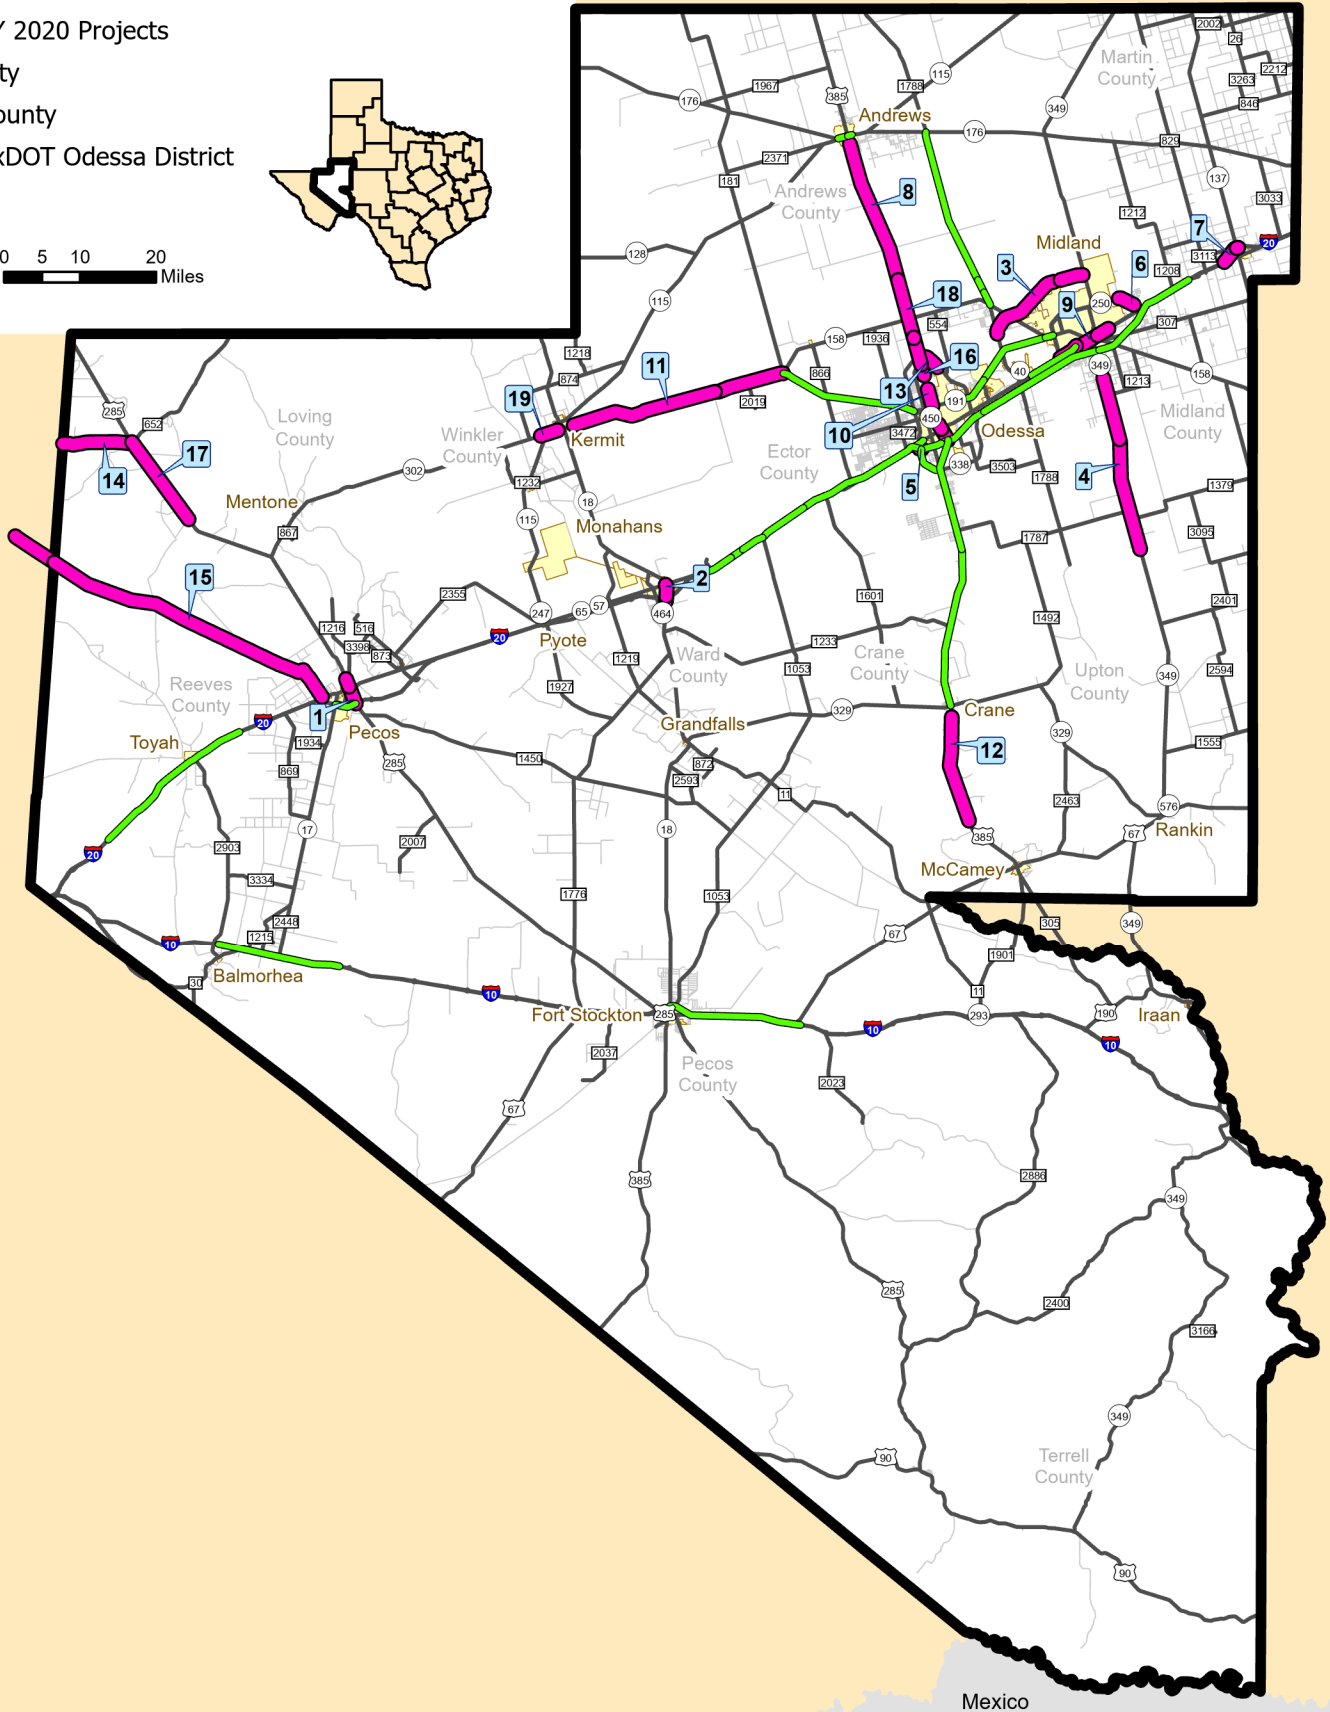 Y 2020 Projects
ty
ounty
xDOT Odessa District
0 5 10 20
Miles
2002
26
Martin
County
2212
3263
846
115
1967
1788
385
176
349
Andrews
176
829
2371
137
181
Andrews
County
8
3033
1212
7
20
Midland
128
3113
3
6
1208
115
18
250
9
554
307
158
1936
1218
16
11
866
349
40
158
874
13
1213
285
19
2019
191
652
Loving
County
450
Midland
County
Kermit
10
Odessa
Winkler
County
3472
17
Ector
County
338
3503
302
5
1788
4
14
1232
1379
Mentone
18
115
Monahans
867
3095
1787
15
2
2355
1601
2401
247
65
57
464
1492
1216
516
20
Pyote
1233
3398
873
1219
Ward
County
Crane
County
2594
1053
Upton
County
349
Reeves
County
1927
1
329
Crane
20
Grandfalls
Pecos
329
Toyah
1934
12
1555
1450
285
872
869
2593
11
2463
576
17
18
385
Rankin
67
2007
2903
McCamey
3334
1776
1053
2448
305
349
67
1215
10
1901
Balmorhea
30
10
11
Fort Stockton
285
293
190
Iraan
10
10
2037
Pecos
County
2023
67
2886
385
349
285
2400
3166
349
90
Terrell
County
90
Mexico